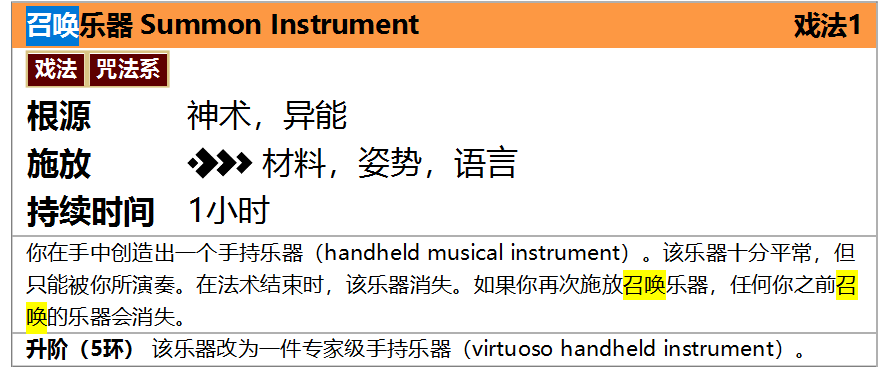 召唤乐器 Summon Instrument 戏法1
戏法 咒法系
根源 神术，异能
施放 材料，姿势，语言
持续时间 1小时
你在手中创造出一个手持乐器（handheld musical instrument）。该乐器十分平常，但
只能被你所演奏。在法术结束时，该乐器消失。如果你再次施放召唤乐器，任何你之前召
唤的乐器会消失。
升阶（5环） 该乐器改为一件专家级手持乐器（virtuoso handheld instrument）。